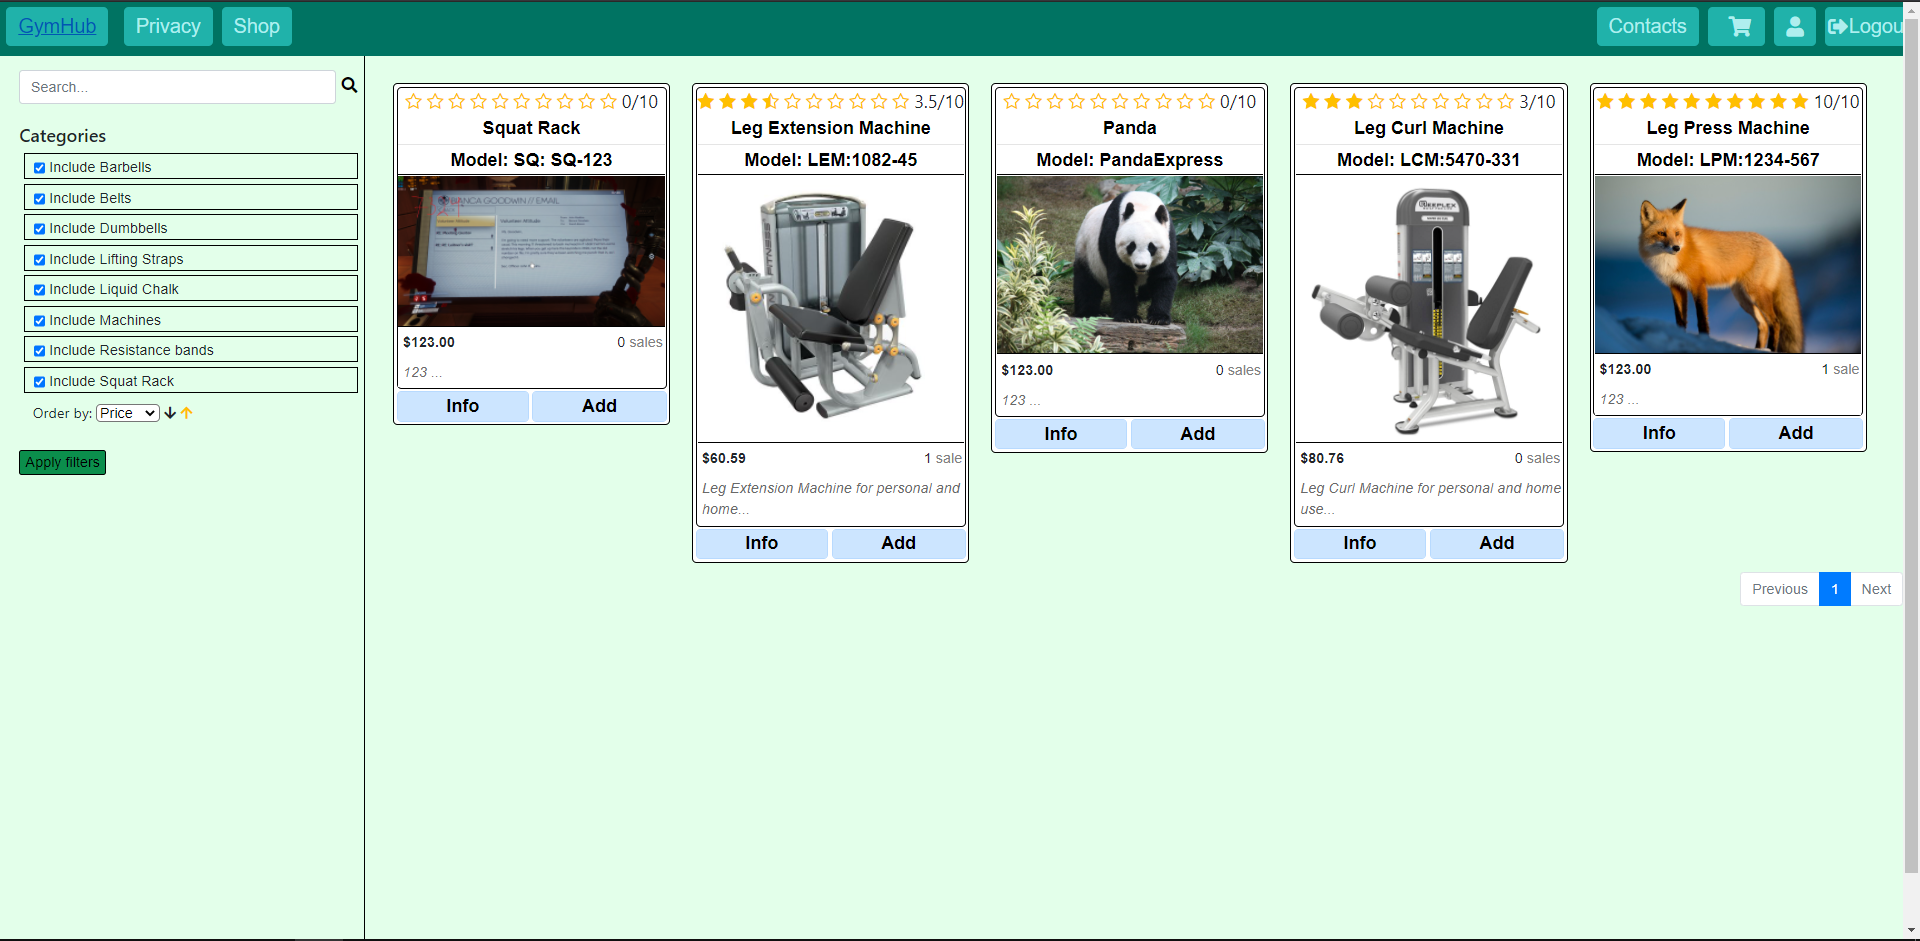 GymHub Privacy Shop Contacts Logou
Search...
Categories
Include Barbells
Include Belts
Include Dumbbells
Include Lifting Straps
Include Liquid Chalk
Include Machines
Include Resistance bands
Include Squat Rack
Order by: Price
Apply filters
0/10
Squat Rack
Model: SQ: SQ-123
BIANCA GOODWIN // EMAIL
$123.00 0 sales
123 ...
Info Add
3.5/10
Leg Extension Machine
Model: LEM:1082-45
FITNESS
$60.59 1 sale
Leg Extension Machine for personal and
home...
Info Add
0/10
Panda
Model: PandaExpress
$123.00 0 sales
123 ...
Info Add
3/10
Leg Curl Machine
Model: LCM:5470-331
$80.76 0 sales
Leg Curl Machine for personal and home
use...
Info Add
10/10
Leg Press Machine
Model: LPM:1234-567
$123.00 1 sale
123 ...
Info Add
Previous 1 Next